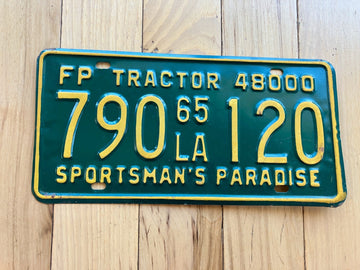 FP TRACTOR 48000
790 65 LA 120
SPORTSMAN'S PARADISE